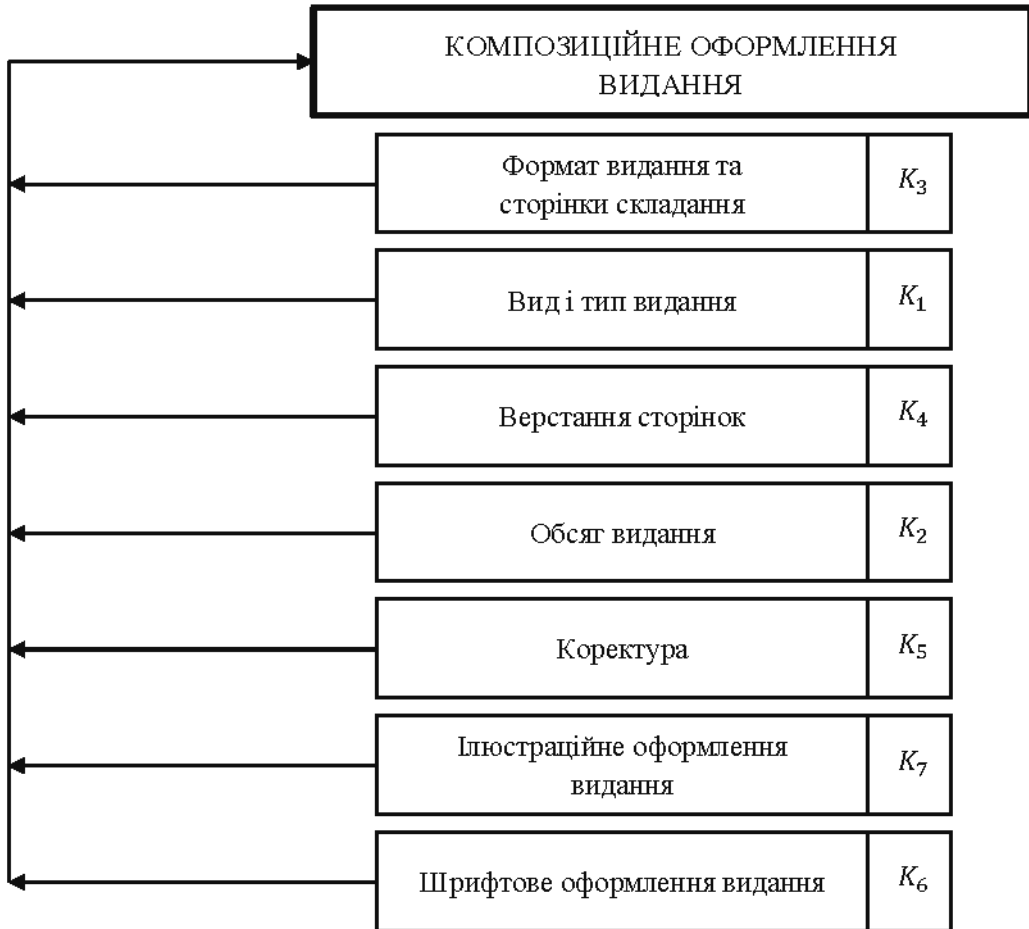 КОМПОЗИЦІЙНЕ ОФОРМЛЕННЯ
ВИДАННЯ
Формат видання та
сторінки складання
K₃
Вид і тип видання
K₁
Верстання сторінок
K₄
Обсяг видання
K₂
Коректура
K₅
Ілюстраційне оформлення
видання
K₇
Шрифтове оформлення видання
K₆